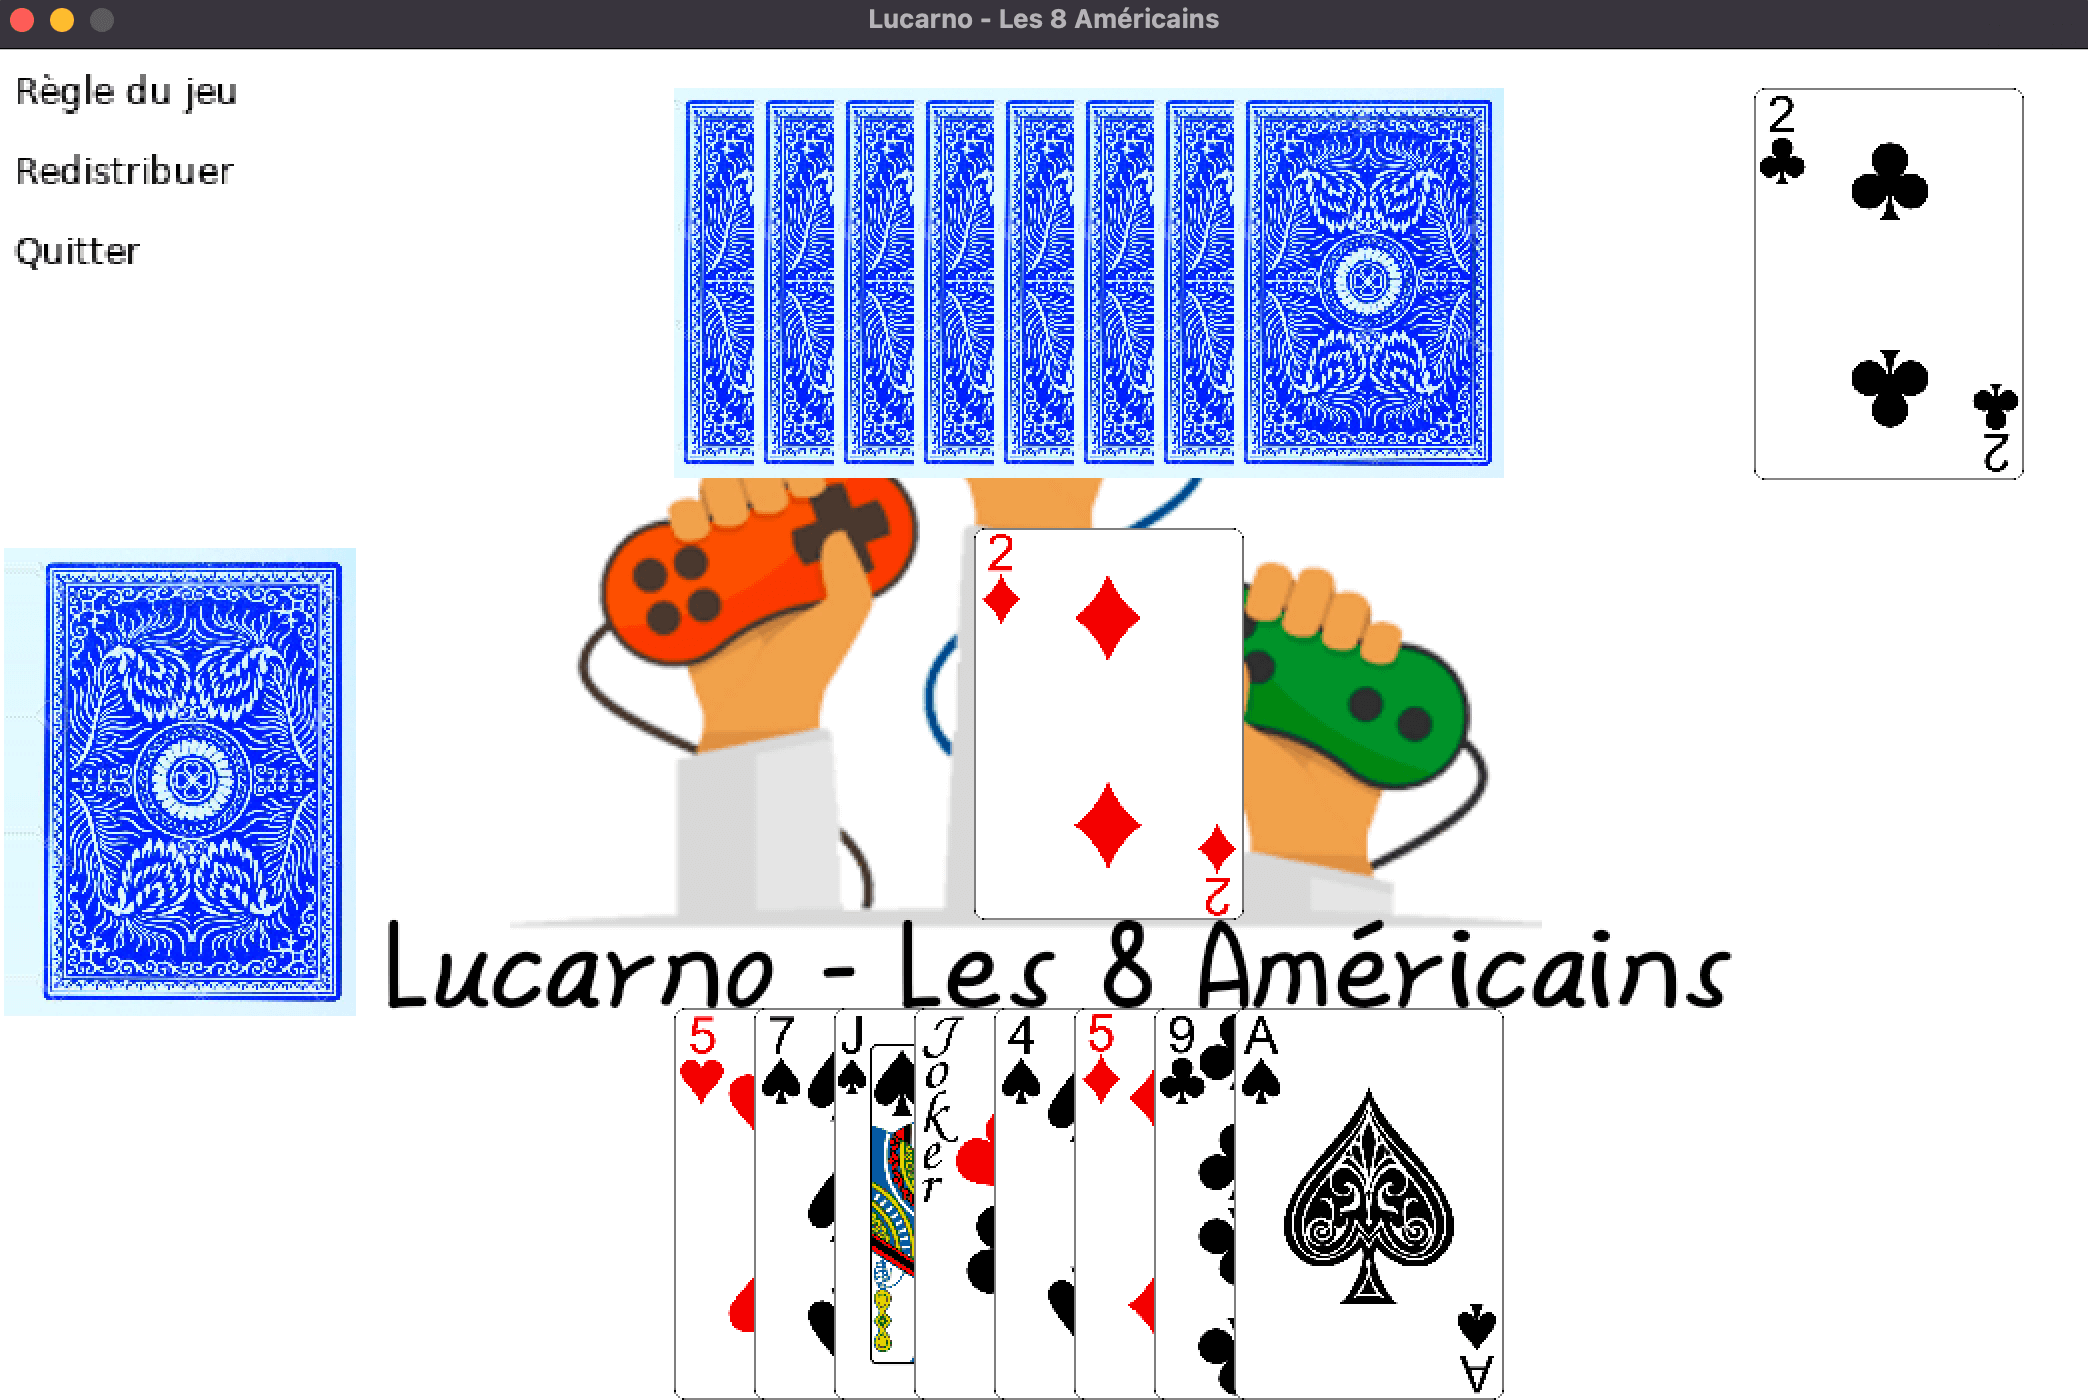 Lucarno - Les 8 Américains
Règle du jeu
Redistribuer
Quitter
2
2
2
2
Lucarno - Les 8 Américains
5 7 J Joker 4 5 9 A
A